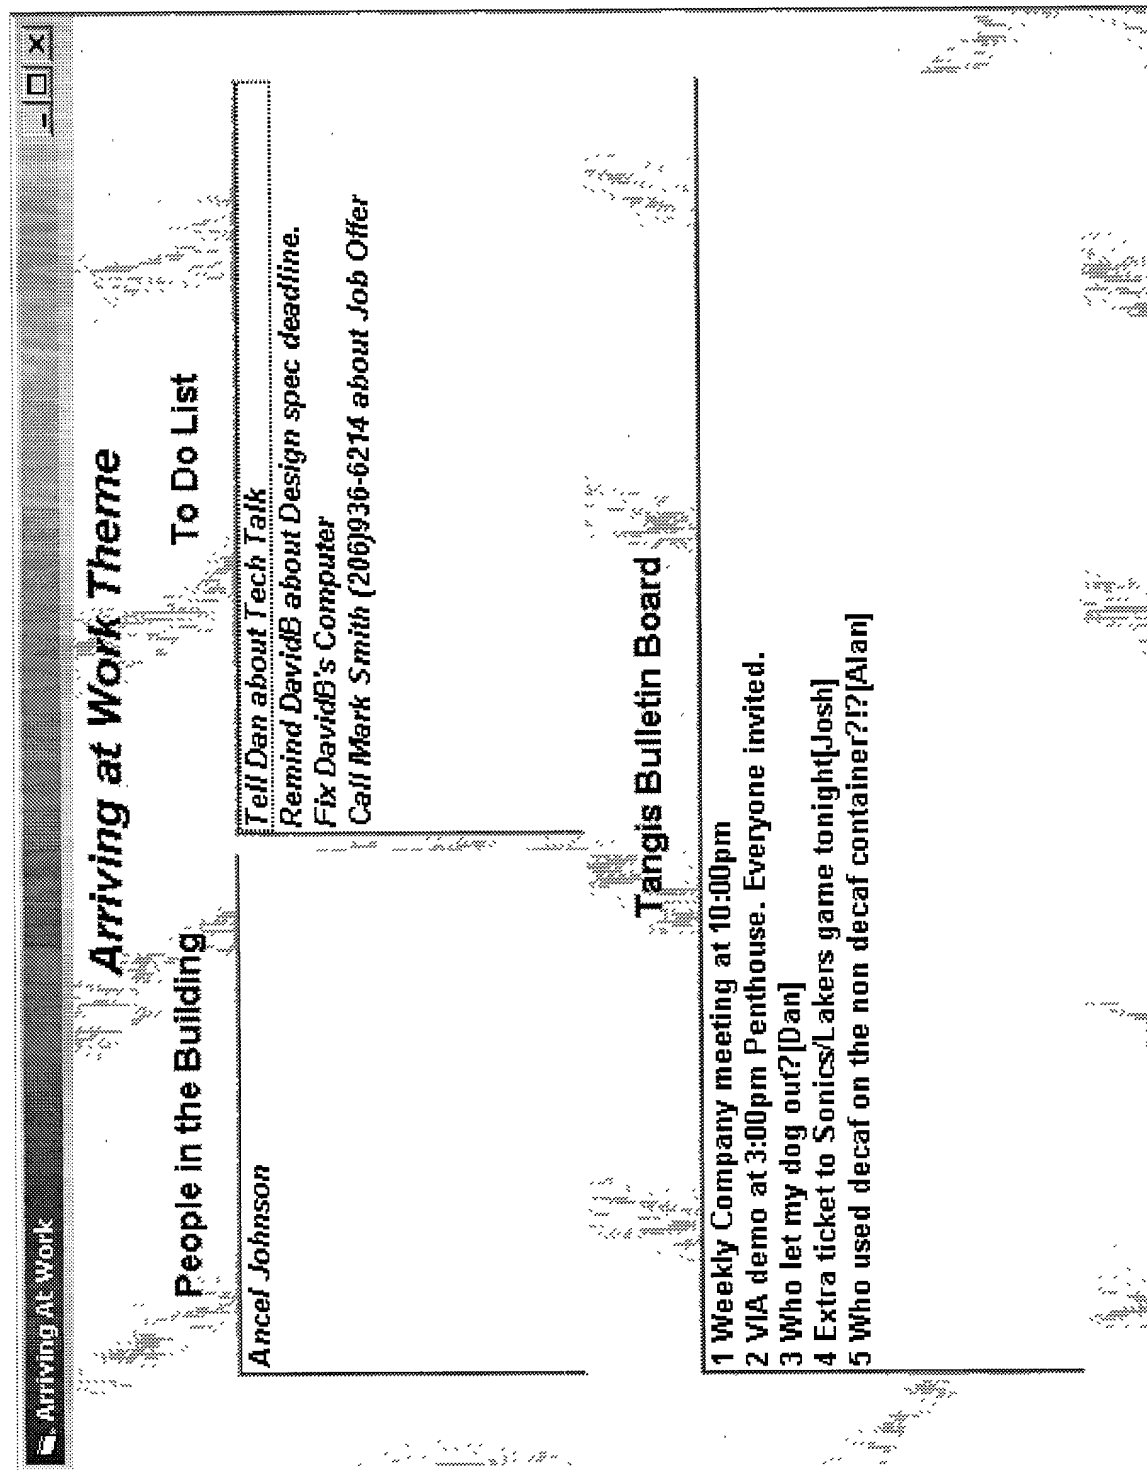 Arriving At Work
Arriving at Work Theme
People in the Building
Ancel Johnson
To Do List
Tell Dan about Tech Talk
Remind DavidB about Design spec deadline.
Fix DavidB's Computer
Call Mark Smith (206)936-6214 about Job Offer
Tangis Bulletin Board
1 Weekly Company meeting at 10:00pm
2 VIA demo at 3:00pm Penthouse. Everyone invited.
3 Who let my dog out?[Dan]
4 Extra ticket to Sonics/Lakers game tonight[Josh]
5 Who used decaf on the non decaf container?!?[Alan]